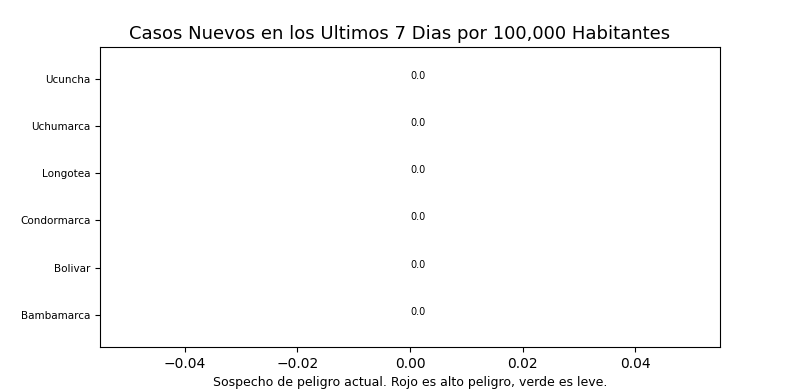 Casos Nuevos en los Ultimos 7 Dias por 100,000 Habitantes
Ucuncha 0.0
Uchumarca 0.0
Longotea 0.0
Condormarca 0.0
Bolivar 0.0
Bambamarca 0.0
−0.04 −0.02 0.00 0.02 0.04
Sospecho de peligro actual. Rojo es alto peligro, verde es leve.